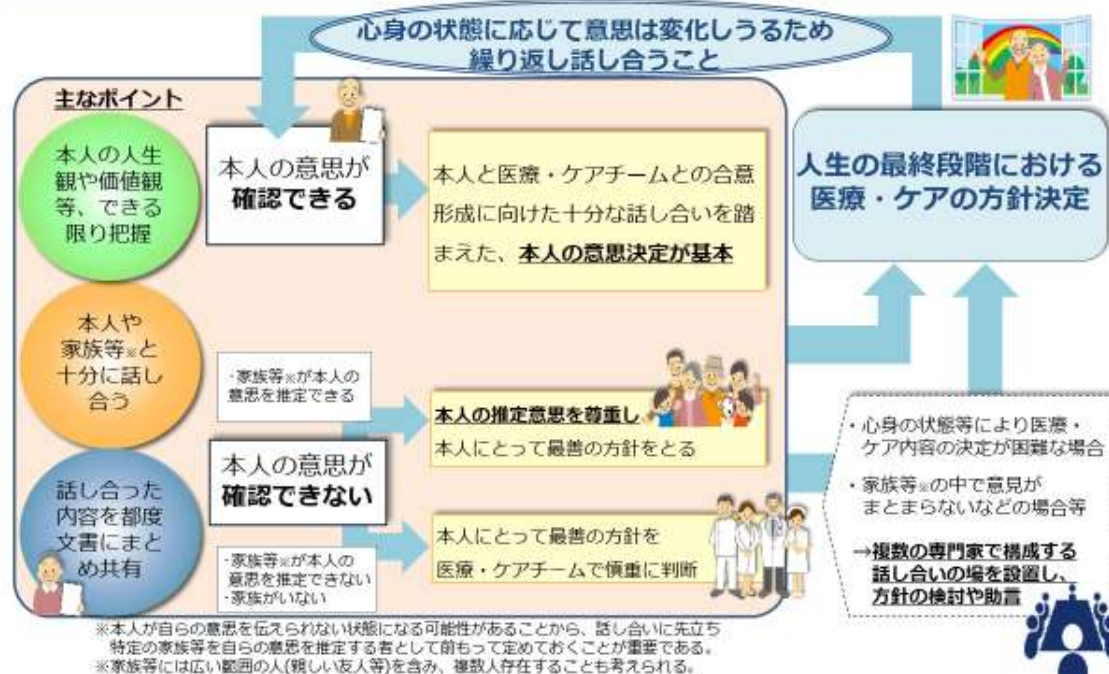 心身の状態に応じて意思は変化しうるため
繰り返し話し合うこと
主なポイント
本人の人生
観や価値観
等、できる
限り把握
本人や
家族等※と
十分に話し
合う
話し合った
内容を都度
文書にまと
め共有
本人の意思が
確認できる
本人と医療・ケアチームとの合意
形成に向けた十分な話し合いを踏
まえた、本人の意思決定が基本
・家族等※が本人の
意思を推定できる
本人の意思が
確認できない
・家族等※が本人の
意思を推定できない
・家族がいない
本人の推定意思を尊重し、
本人にとって最善の方針をとる
本人にとって最善の方針を
医療・ケアチームで慎重に判断
人生の最終段階における
医療・ケアの方針決定
・心身の状態等により医療・
ケア内容の決定が困難な場合
・家族等※の中で意見が
まとまらないなどの場合等
→複数の専門家で構成する
話し合いの場を設置し、
方針の検討や助言
※本人が自らの意思を伝えられない状態になる可能性があることから、話し合いに先立ち
特定の家族等を自らの意思を推定する者として前もって定めておくことが重要である。
※家族等には広い範囲の人(親しい友人等)を含み、複数人存在することも考えられる。